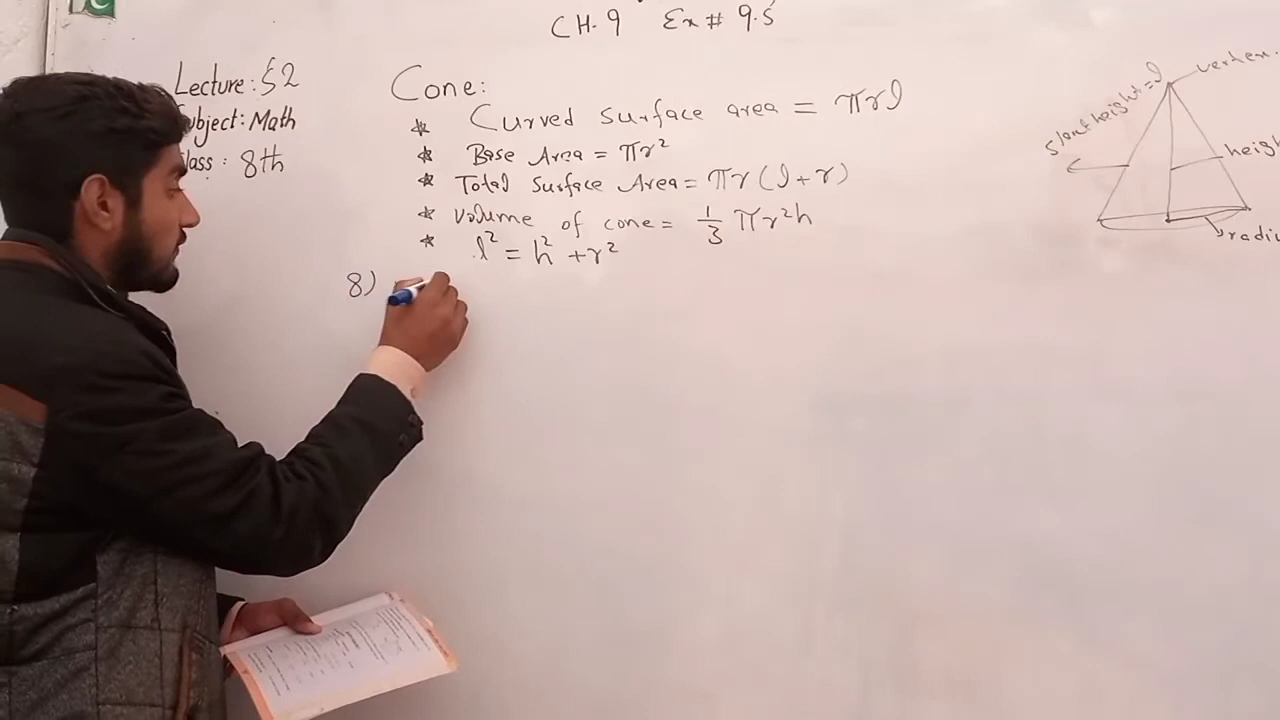 CH.9 Ex# 9.5
Lecture: 52
Subject: Math
Class: 8th
Cone:
* Curved surface area = πrl
* Base Area = πr²
* Total Surface Area = πr(l+r)
* volume of cone = 1/3 πr²h
* l² = h² + r²
8)
vertex.
slant height = l
height
radiu